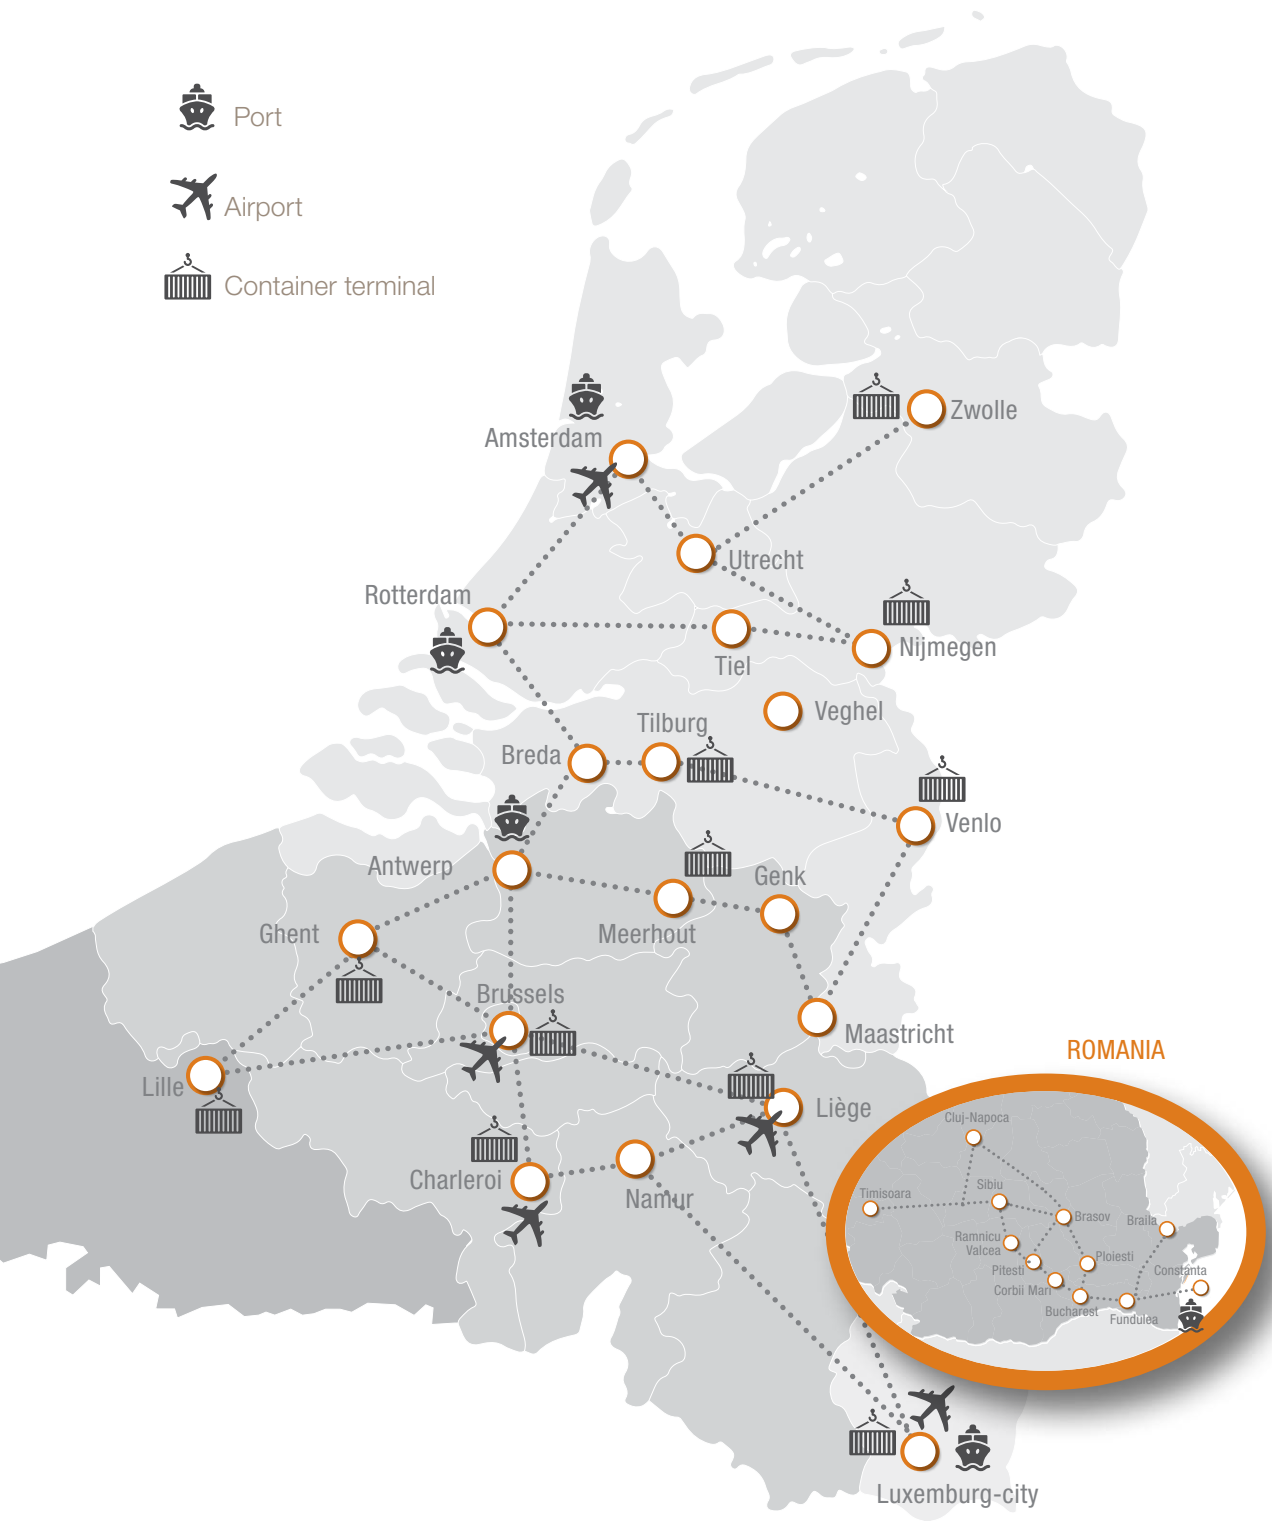 Port
Airport
Container terminal
Zwolle
Amsterdam
Utrecht
Rotterdam
Nijmegen
Tiel
Veghel
Tilburg
Breda
Venlo
Antwerp
Genk
Ghent
Meerhout
Brussels
Maastricht
ROMANIA
Lille
Liège
Cluj-Napoca
Charleroi
Namur
Sibiu
Timisoara
Brasov
Braila
Ramnicu
Valcea
Ploiesti
Pitesti
Constanta
Corbii Mari
Bucharest
Fundulea
Luxemburg-city